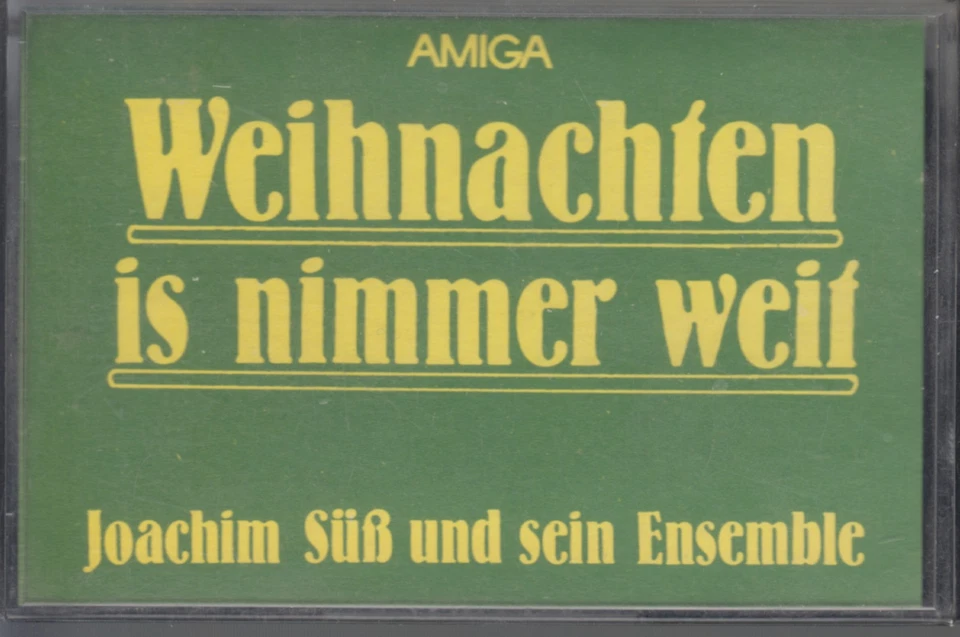 AMIGA
Weihnachten
is nimmer weit
Joachim Süß und sein Ensemble